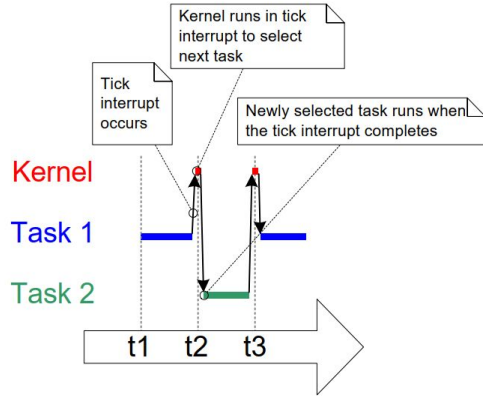 Kernel runs in tick
interrupt to select
next task
Tick
interrupt
occurs
Newly selected task runs when
the tick interrupt completes
Kernel
Task 1
Task 2
t1 t2 t3